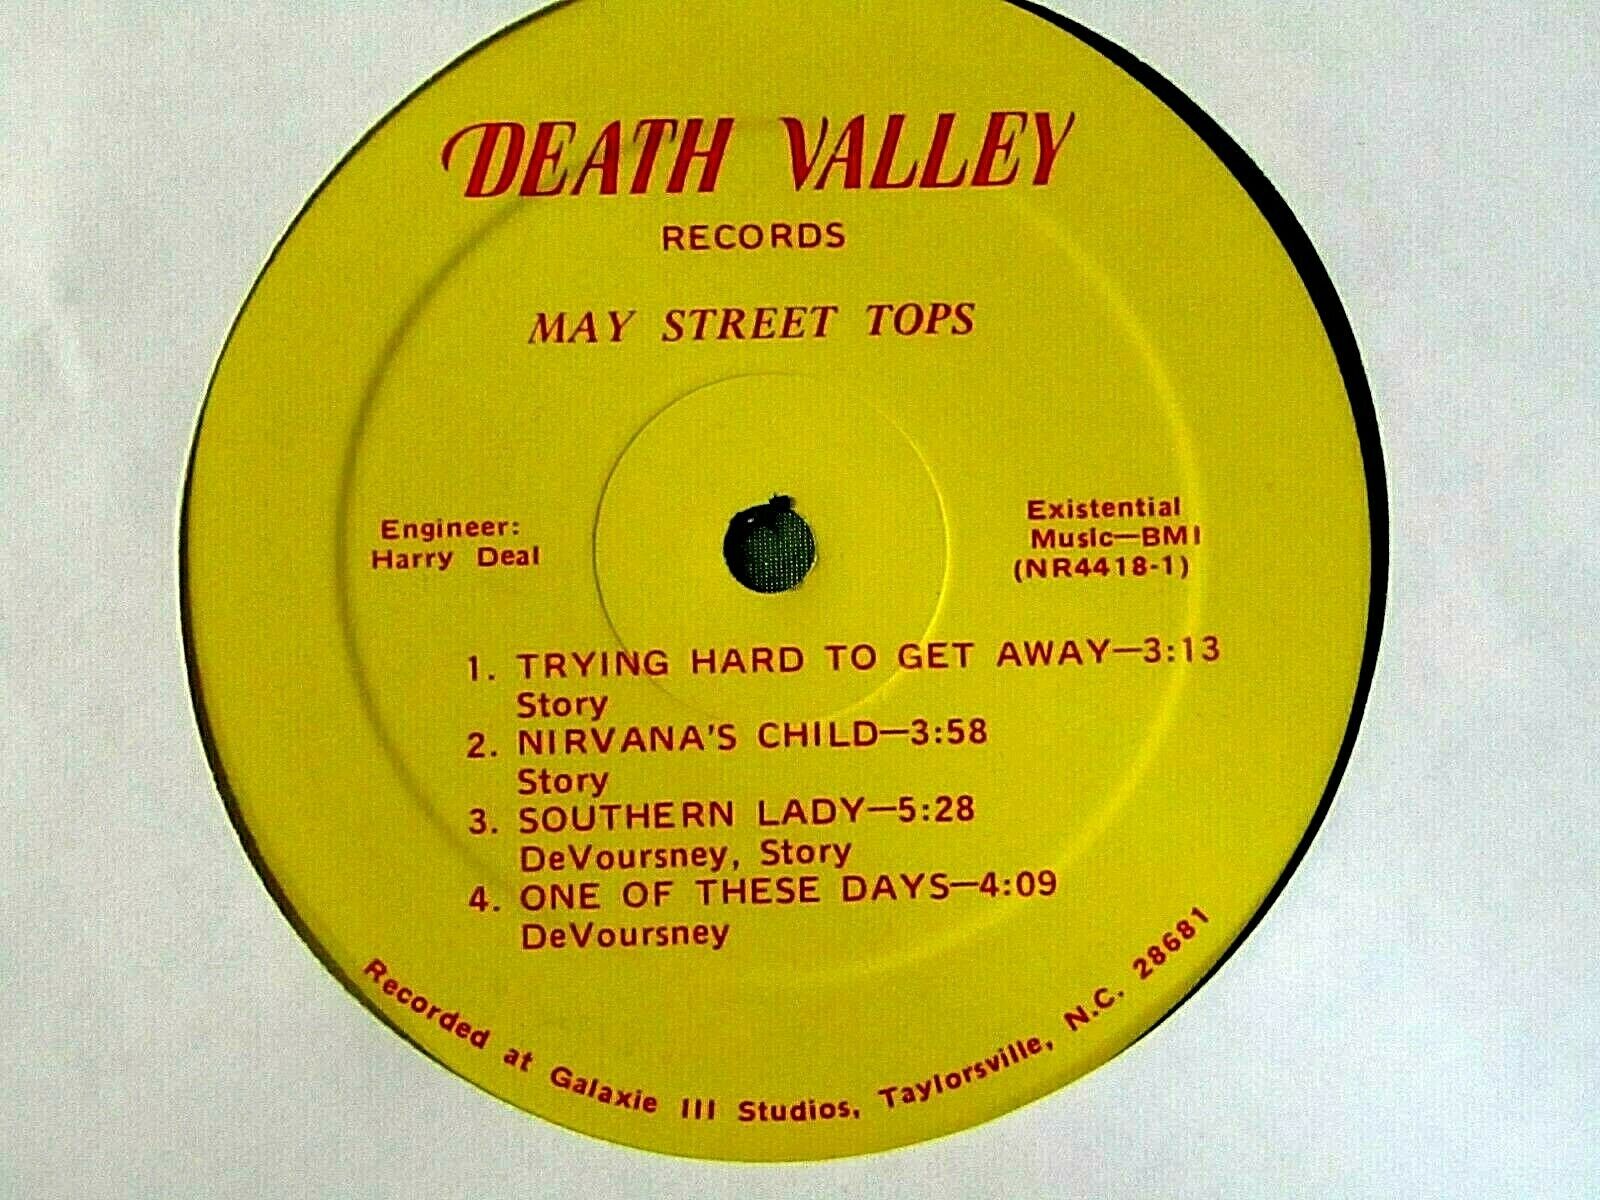 DEATH VALLEY
RECORDS
MAY STREET TOPS
Engineer:
Harry Deal
Existential
Music—BMI
(NR4418-1)
1. TRYING HARD TO GET AWAY—3:13
Story
2. NIRVANA'S CHILD—3:58
Story
3. SOUTHERN LADY—5:28
DeVoursney, Story
4. ONE OF THESE DAYS—4:09
DeVoursney
Recorded at Galaxie III Studios, Taylorsville, N.C. 28681